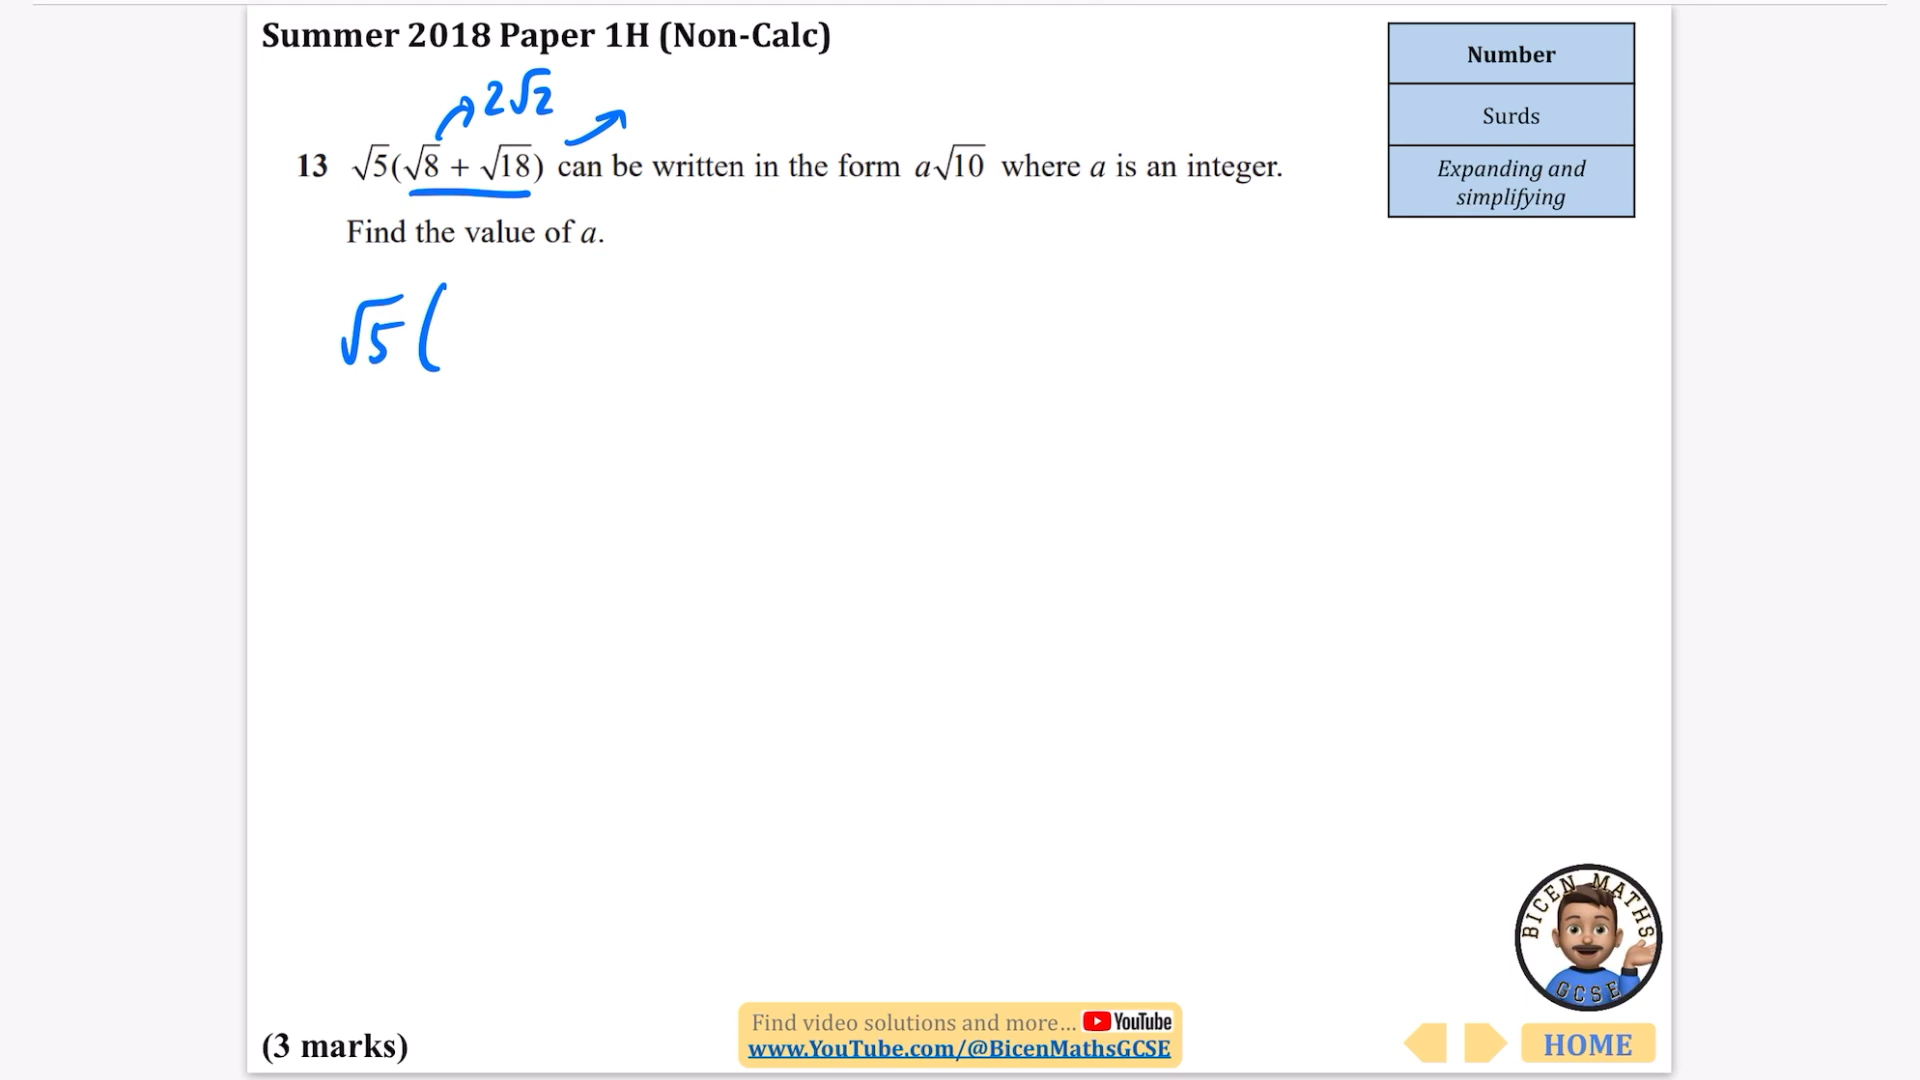 Summer 2018 Paper 1H (Non-Calc)
Number
Surds
Expanding and
simplifying
2√2
13 √5(√8 + √18) can be written in the form a√10 where a is an integer.
Find the value of a.
√5(
BICEN MATHS
GCSE
(3 marks)
Find video solutions and more... YouTube
www.YouTube.com/@BicenMathsGCSE
HOME